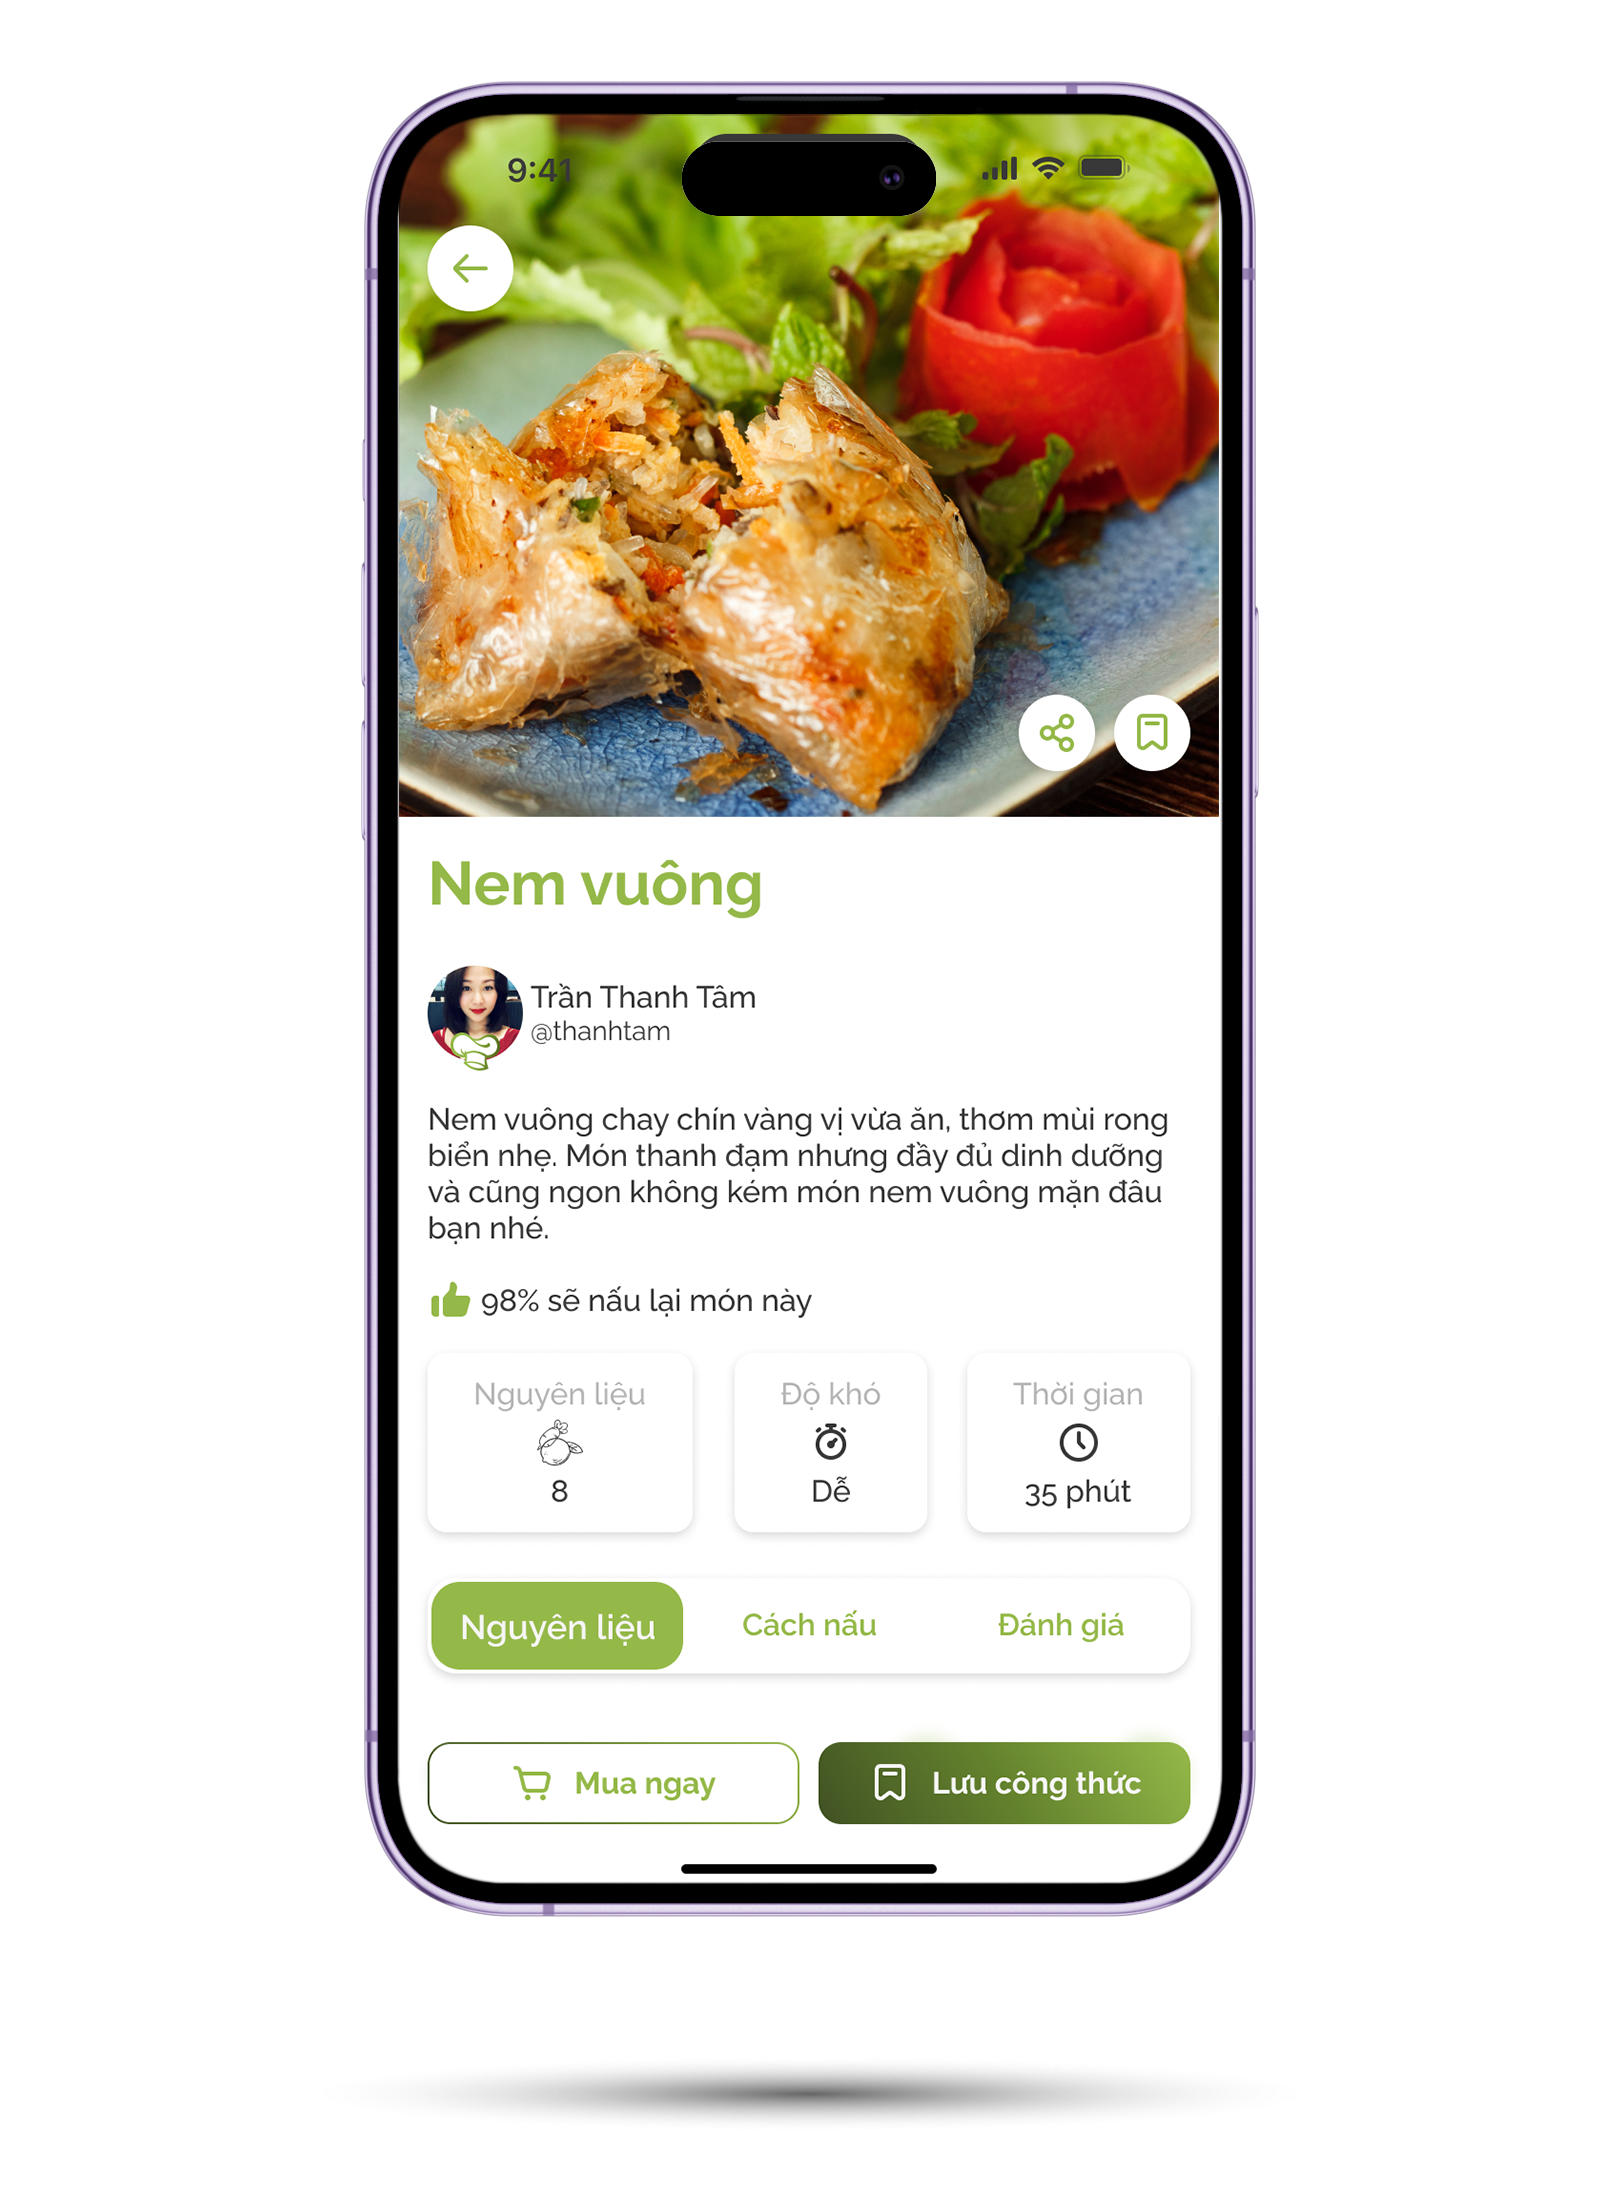 9:41
Nem vuông
Trần Thanh Tâm
@thanhtam
Nem vuông chay chín vàng vị vừa ăn, thơm mùi rong
biển nhẹ. Món thanh đạm nhưng đầy đủ dinh dưỡng
và cũng ngon không kém món nem vuông mặn đâu
bạn nhé.
98% sẽ nấu lại món này
Nguyên liệu
8
Độ khó
Dễ
Thời gian
35 phút
Nguyên liệu
Cách nấu
Đánh giá
Mua ngay
Lưu công thức